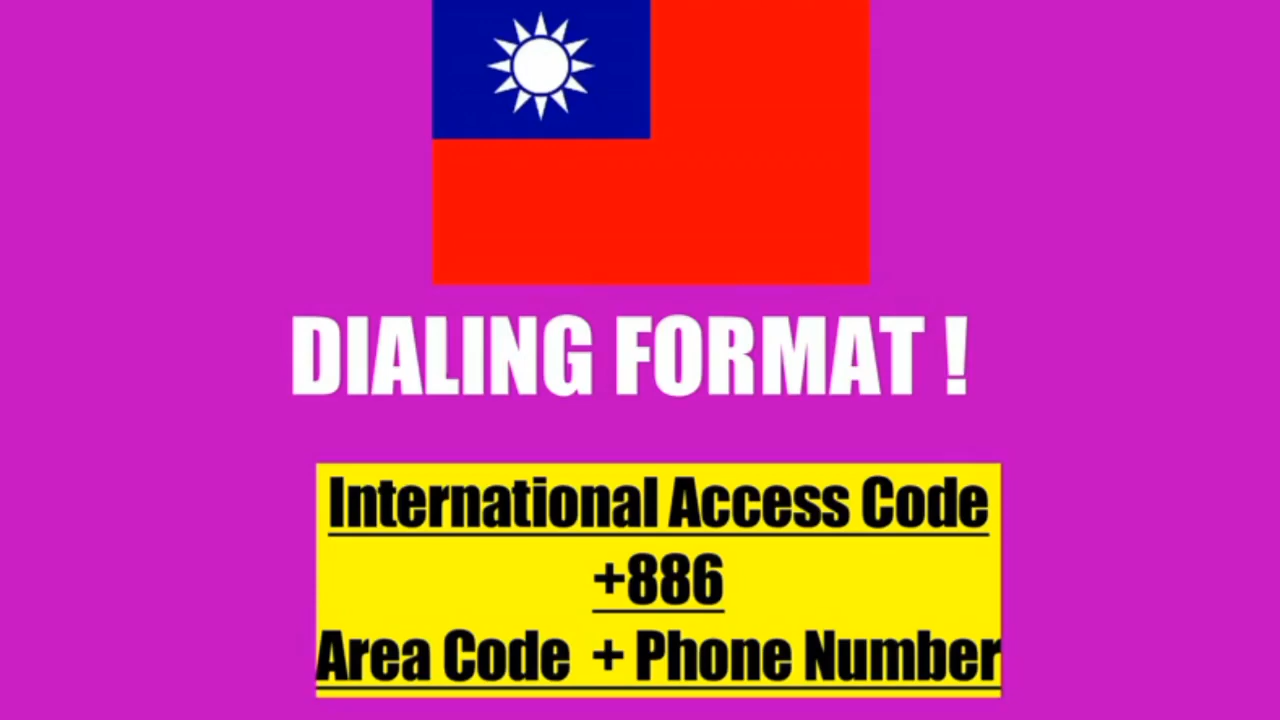 DIALING FORMAT !
International Access Code
+886
Area Code + Phone Number